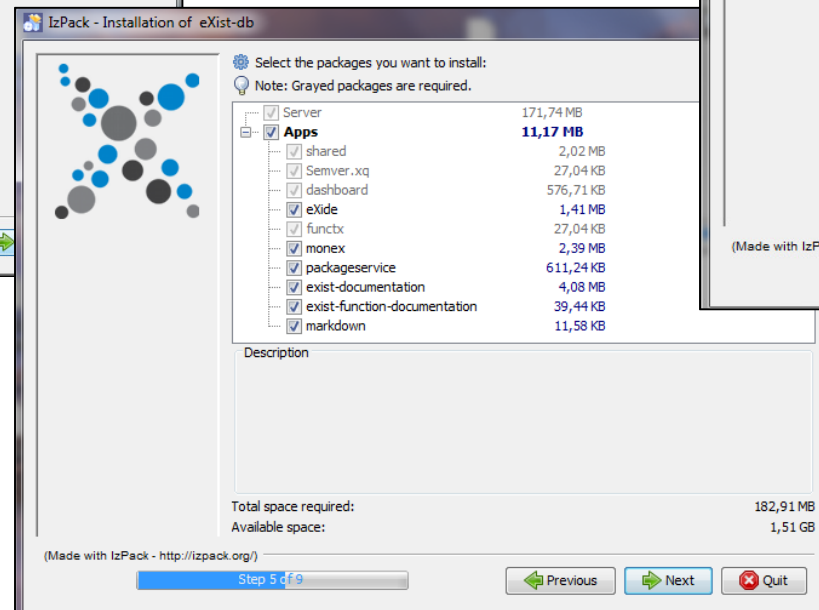 IzPack - Installation of eXist-db
Select the packages you want to install:
Note: Grayed packages are required.
Server 171,74 MB
Apps 11,17 MB
shared 2,02 MB
Semver.xq 27,04 KB
dashboard 576,71 KB
eXide 1,41 MB
functx 27,04 KB
monex 2,39 MB
packageservice 611,24 KB
exist-documentation 4,08 MB
exist-function-documentation 39,44 KB
markdown 11,58 KB
Description
Total space required: 182,91 MB
Available space: 1,51 GB
(Made with IzPack - http://izpack.org/)
Step 5 of 9
Previous Next Quit
(Made with IzP